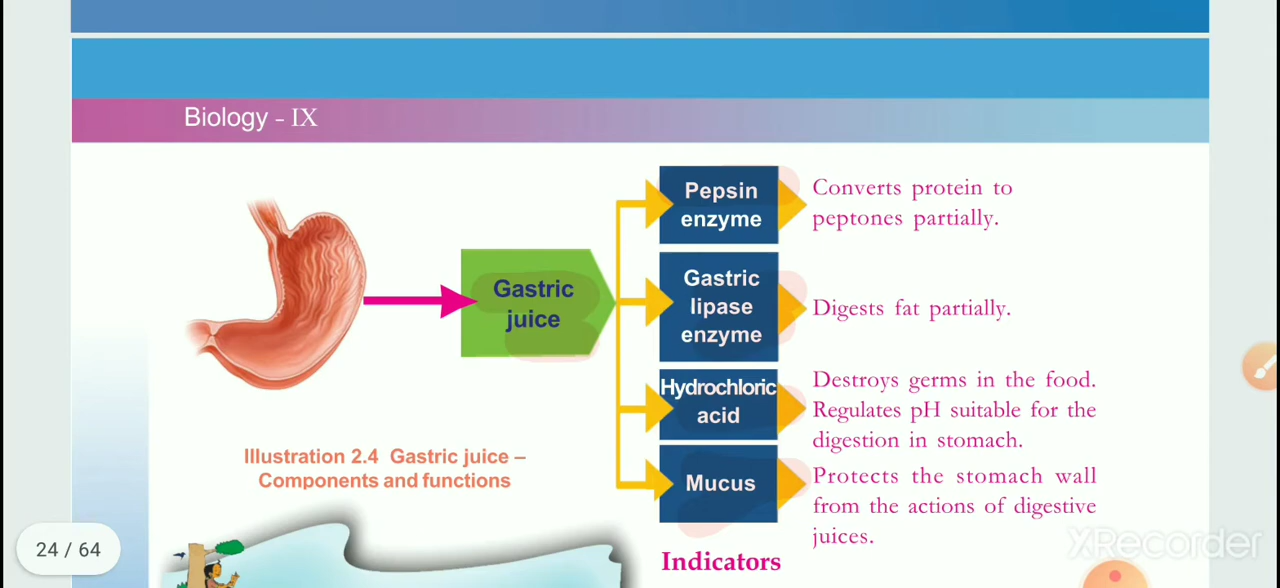 Biology - IX
Pepsin
enzyme
Converts protein to
peptones partially.
Gastric
juice
Gastric
lipase
enzyme
Digests fat partially.
Hydrochloric
acid
Destroys germs in the food.
Regulates pH suitable for the
digestion in stomach.
Illustration 2.4 Gastric juice –
Components and functions
Mucus
Protects the stomach wall
from the actions of digestive
juices.
24 / 64
XRecorder
Indicators